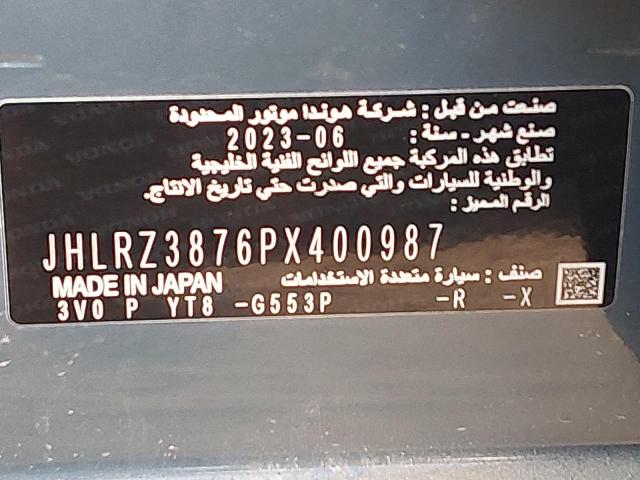 صنعت من قبل : شركة هوندا موتور المحدودة
صنع شهر - سنة : 2023-06
تطابق هذه المركبة جميع اللوائح الفنية الخليجية
والوطنية للسيارات والتي صدرت حتي تاريخ الانتاج.
الرقم المميز :
JHLRZ3876PX400987
MADE IN JAPAN صنف : سيارة متعددة الاستخدامات
3V0 P YT8 -G553P -R -X